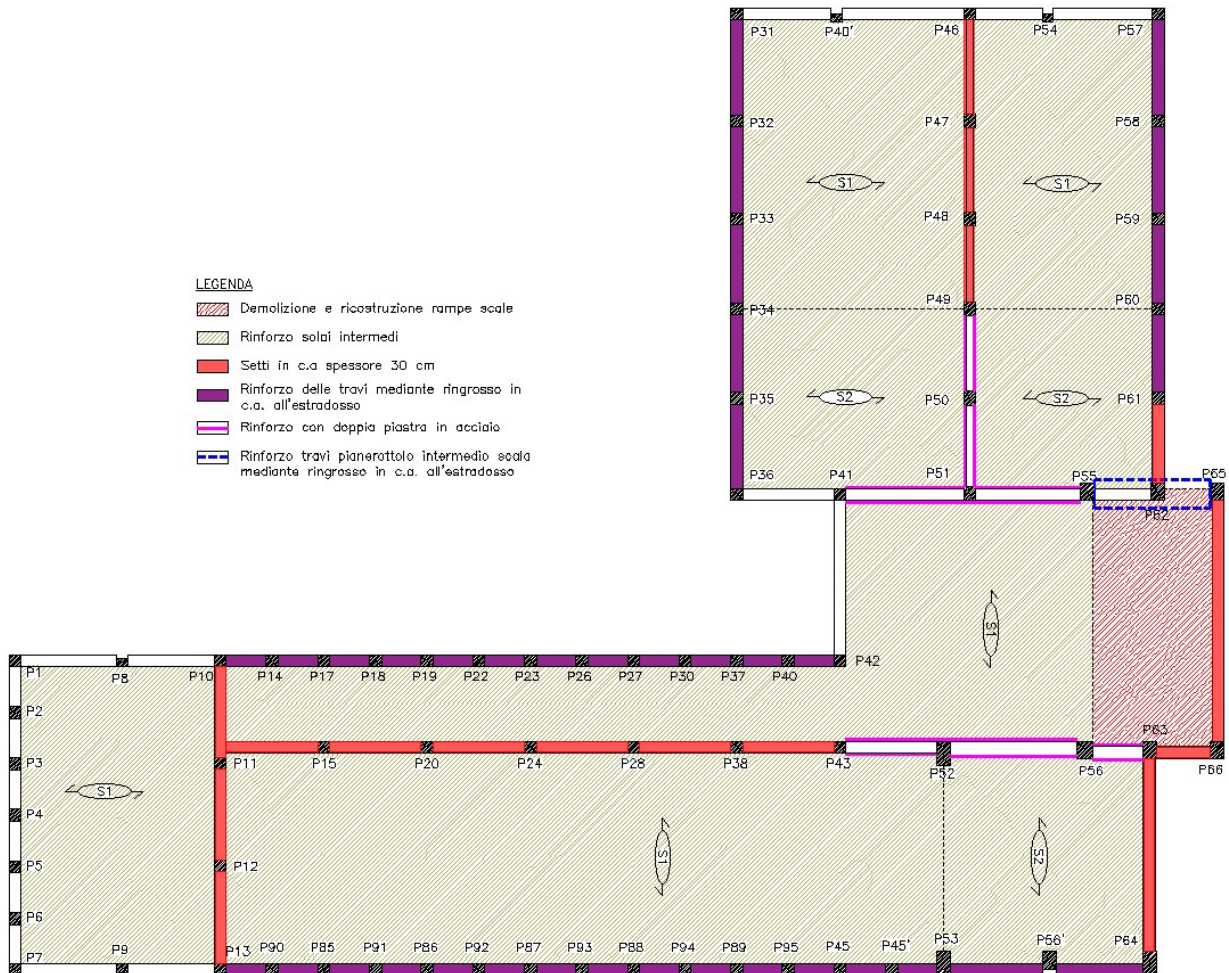 P31
P40'
P46
P54
P57
P32
P47
P58
S1
S1
P33
P48
P59
P34
P49
P60
LEGENDA
Demolizione e ricostruzione rampe scale
Rinforzo solai intermedi
Setti in c.a spessore 30 cm
Rinforzo delle travi mediante ringrosso in
c.a. all'estradosso
Rinforzo con doppia piastra in acciaio
Rinforzo travi pianerottolo intermedio scala
mediante ringrosso in c.a. all'estradosso
P35
S2
P50
S2
P61
P36
P41
P51
P55
P65
P62
S1
P1
P8
P10
P14
P17
P18
P19
P22
P23
P26
P27
P30
P37
P40
P42
P2
P3
P11
P15
P20
P24
P28
P38
P43
P52
P56
P63
P66
S1
P4
P5
P12
S1
S2
P6
P7
P9
P13
P90
P85
P91
P86
P92
P87
P93
P88
P94
P89
P95
P45
P45'
P53
P56'
P64